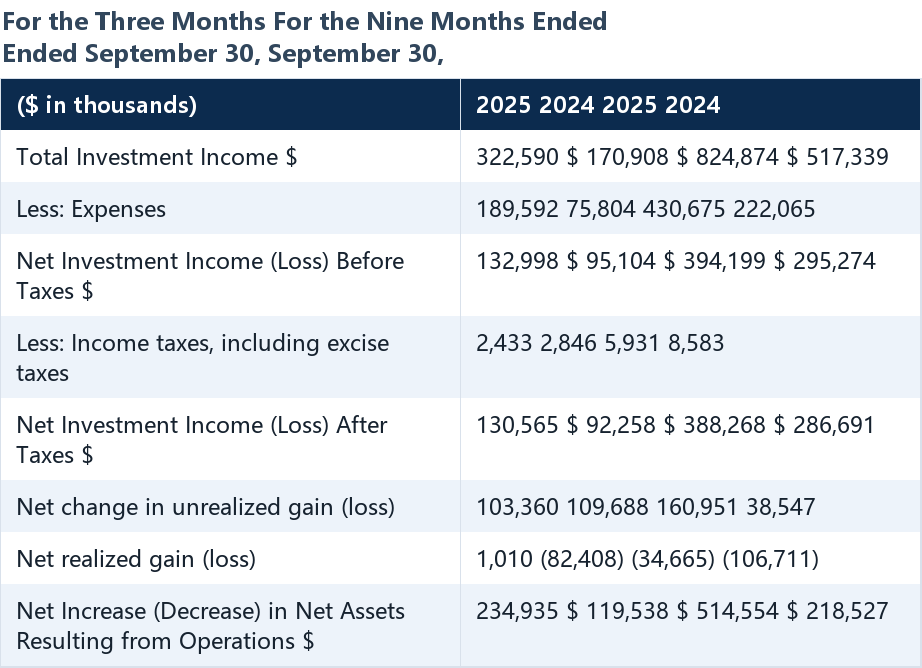 For the Three Months For the Nine Months Ended
Ended September 30, September 30,
($ in thousands) 2025 2024 2025 2024
Total Investment Income $ 322,590 $ 170,908 $ 824,874 $ 517,339
Less: Expenses 189,592 75,804 430,675 222,065
Net Investment Income (Loss) Before 132,998 $ 95,104 $ 394,199 $ 295,274
Taxes $
Less: Income taxes, including excise 2,433 2,846 5,931 8,583
taxes
Net Investment Income (Loss) After 130,565 $ 92,258 $ 388,268 $ 286,691
Taxes $
Net change in unrealized gain (loss) 103,360 109,688 160,951 38,547
Net realized gain (loss) 1,010 (82,408) (34,665) (106,711)
Net Increase (Decrease) in Net Assets 234,935 $ 119,538 $ 514,554 $ 218,527
Resulting from Operations $